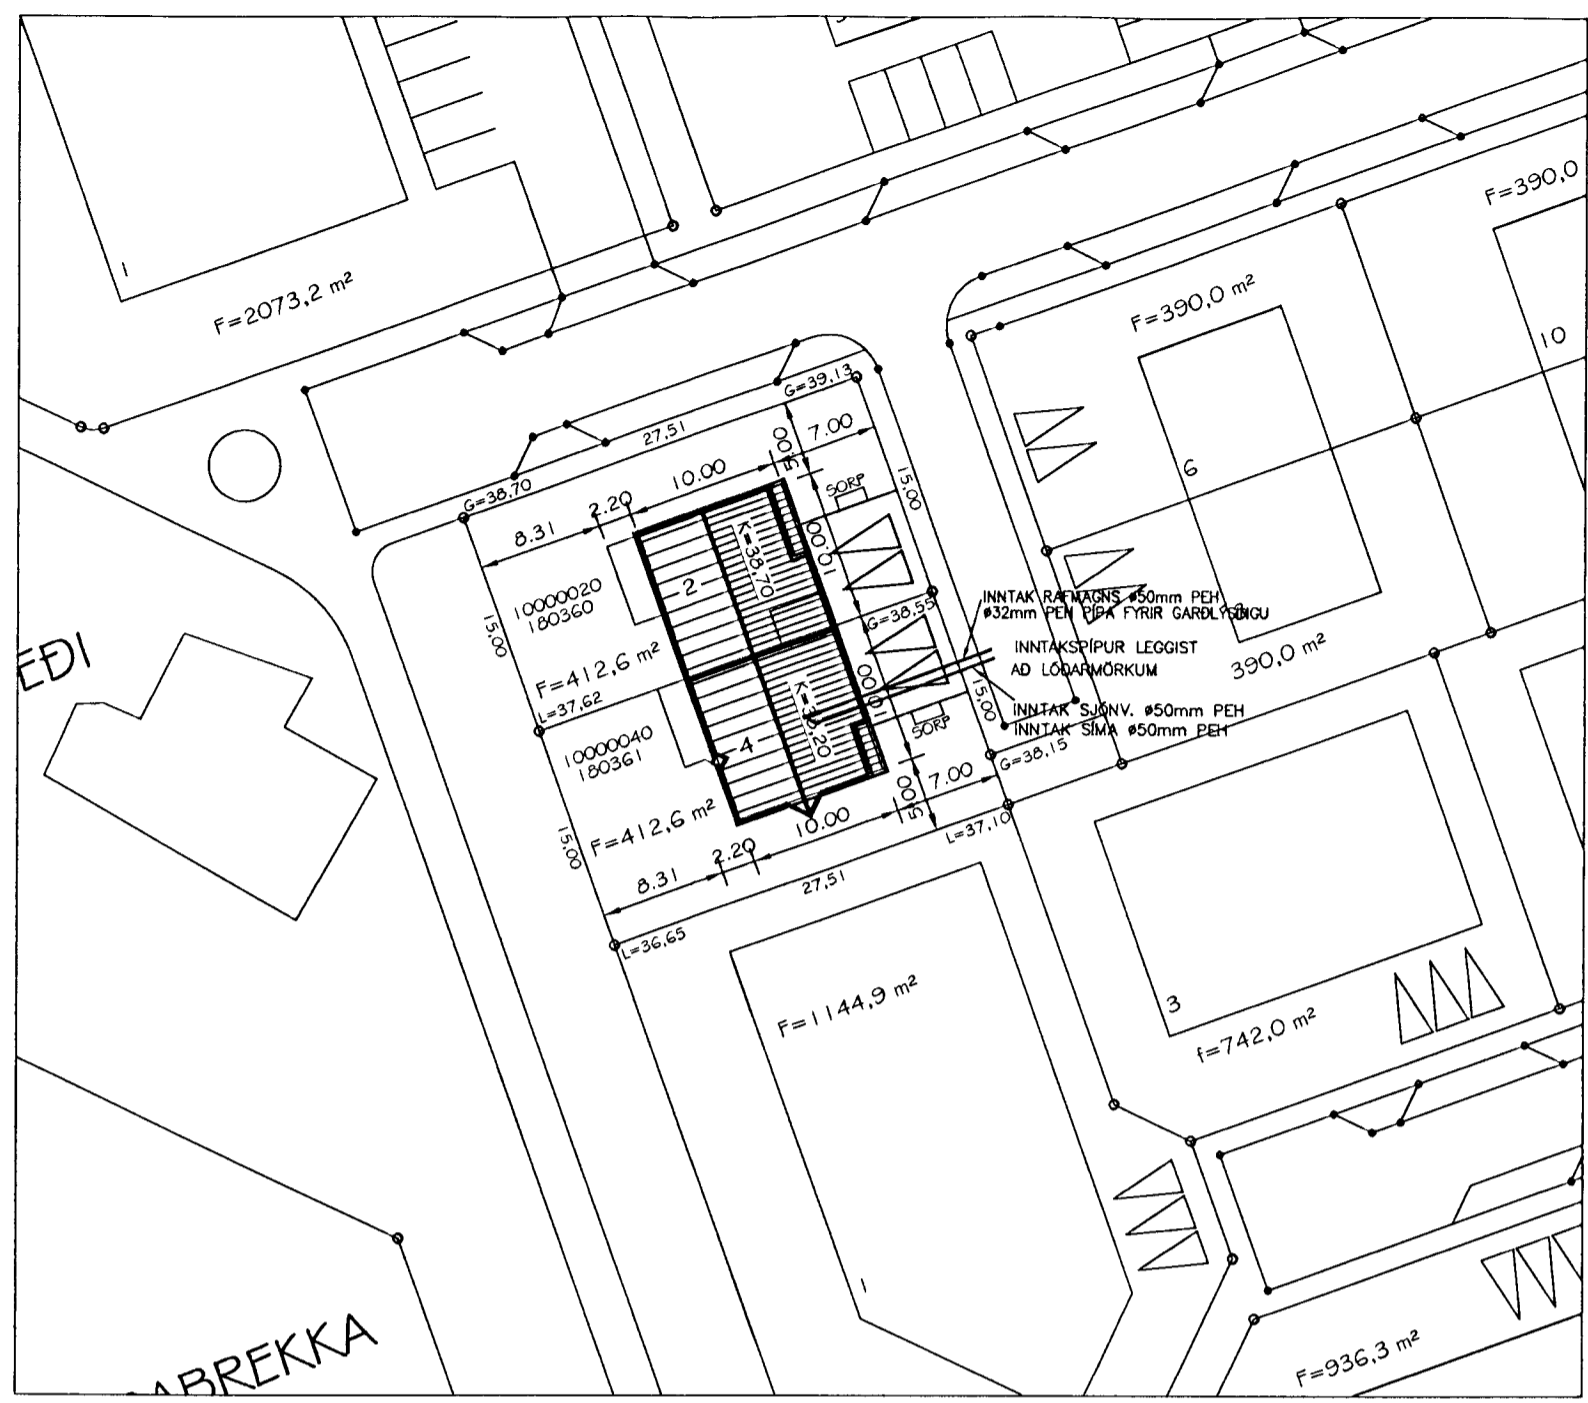 1
F=2073,2 m²
F=390,0
F=390,0 m²
10
6
G=39,13
27,51
7.00
5.00
10.00
G=38,70
2.20
8.31
SORP
15,00
10.00
K=38,70
2
10000020
180360
15,00
G=38,55
INNTAK RAFMAGNS ø50mm PEH
ø32mm PEH PÍPA FYRIR GARÐLÝSINGU
INNTAKSPÍPUR LEGGIST
AÐ LÓÐARMÖRKUM
INNTAK SJÓNV. ø50mm PEH
INNTAK SÍMA ø50mm PEH
390,0 m²
EÐI
F=412,6 m²
L=37,62
10.00
15,00
SORP
10000040
180361
4
G=38,15
7.00
5.00
F=412,6 m²
10.00
L=37,10
15,00
2.20
8.31
27,51
L=36,65
F=1144,9 m²
3
f=742,0 m²
1
ABREKKA
F=936,3 m²